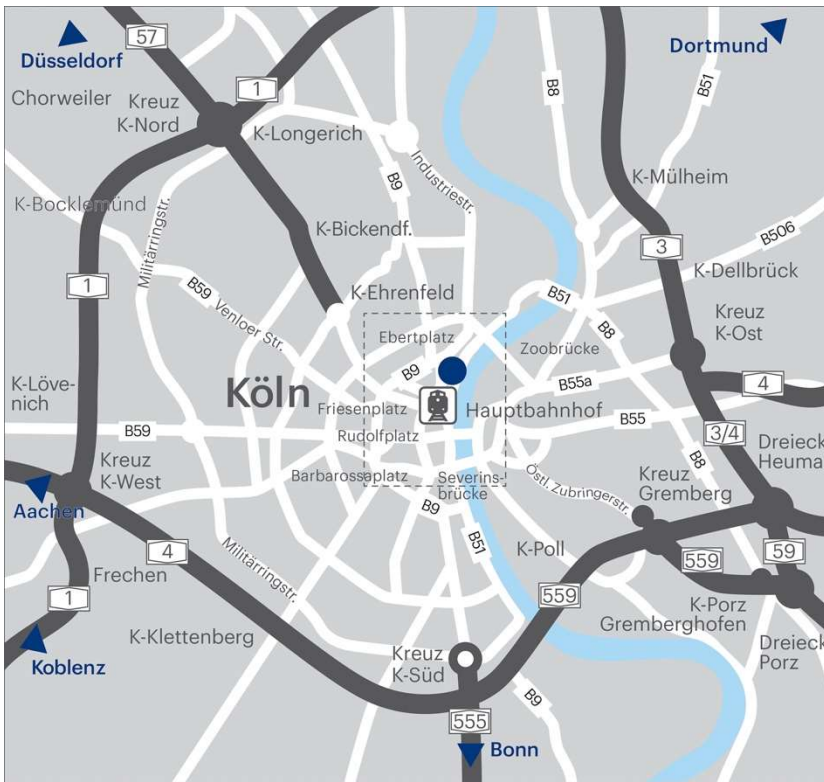 Düsseldorf
57
Dortmund
B8
B51
Chorweiler
Kreuz
K-Nord
1
K-Longerich
B9
Industriestr.
K-Mülheim
K-Bocklemünd
Militärringstr.
K-Bickendf.
3
B506
1
B59
Venloer Str.
K-Ehrenfeld
B51
K-Dellbrück
Kreuz
K-Ost
Ebertplatz
B8
Zoobrücke
B9
B55a
4
K-Löve-
nich
Köln
Friesenplatz
Hauptbahnhof
B55
3/4
B59
Rudolfplatz
Dreieck
Heuma
Kreuz
K-West
Barbarossaplatz
Severins-
brücke
Östl. Zubringerstr.
Kreuz
Gremberg
B8
Aachen
B9
4
B51
K-Poll
559
59
Frechen
Militärringstr.
559
1
K-Porz
Gremberghofen
K-Klettenberg
Koblenz
Kreuz
K-Süd
Dreieck
Porz
B9
555
Bonn